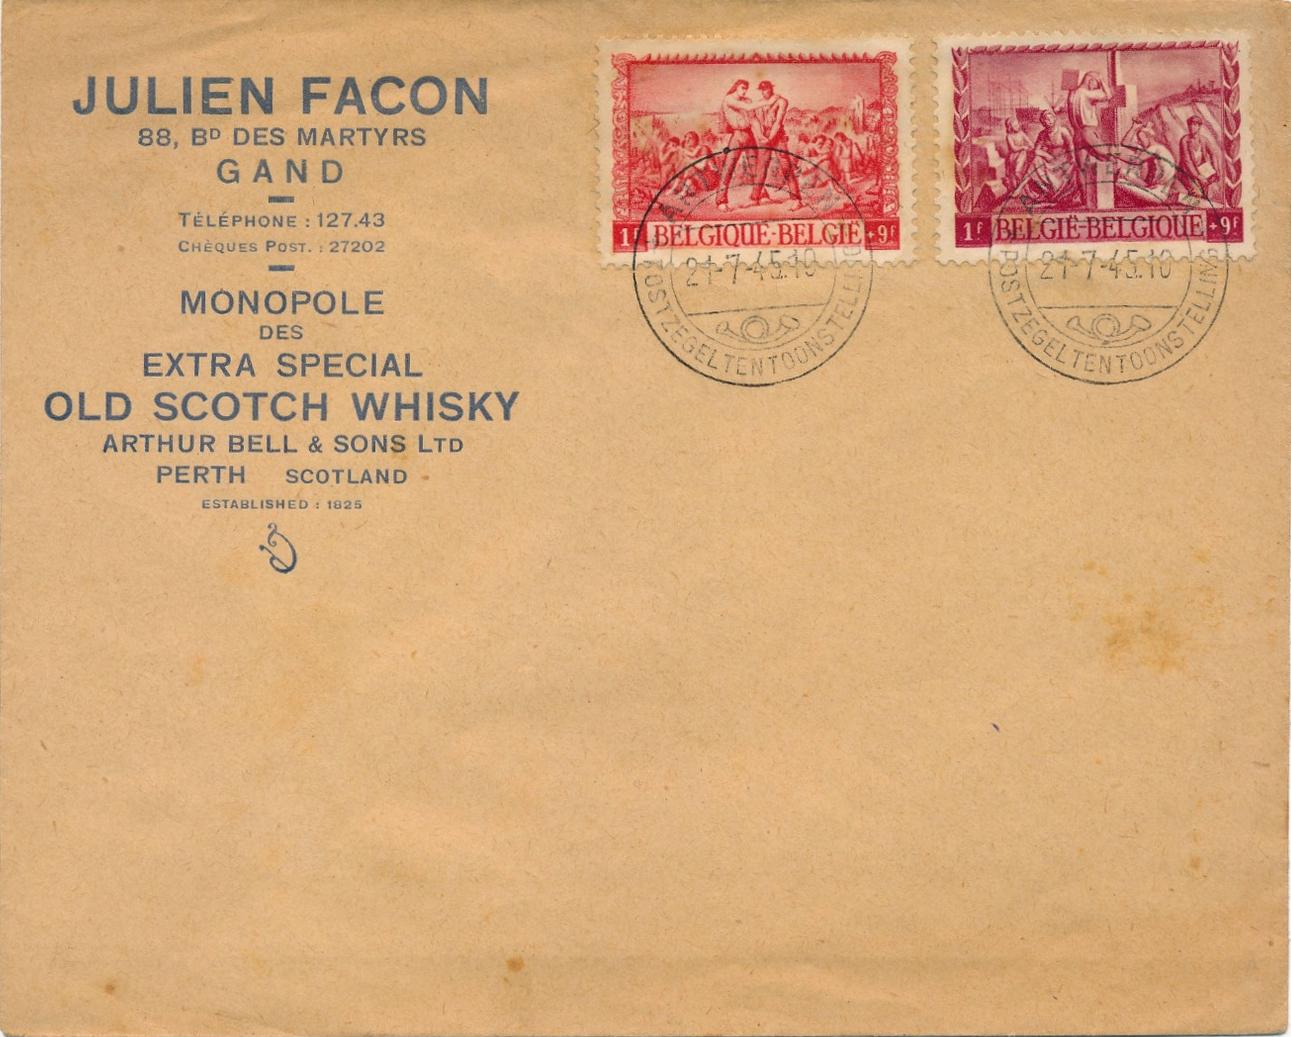 JULIEN FACON
88, BD DES MARTYRS
GAND
TÉLÉPHONE : 127.43
CHÈQUES POST. : 27202
MONOPOLE
DES
EXTRA SPECIAL
OLD SCOTCH WHISKY
ARTHUR BELL & SONS LTD
PERTH SCOTLAND
ESTABLISHED : 1825
1F BELGIQUE-BELGIË +9F
ANTWERPEN
21-7-45.10
POSTZEGELTENTOONSTELLING
1F BELGIË-BELGIQUE +9F
ANTWERPEN
21-7-45.10
POSTZEGELTENTOONSTELLING